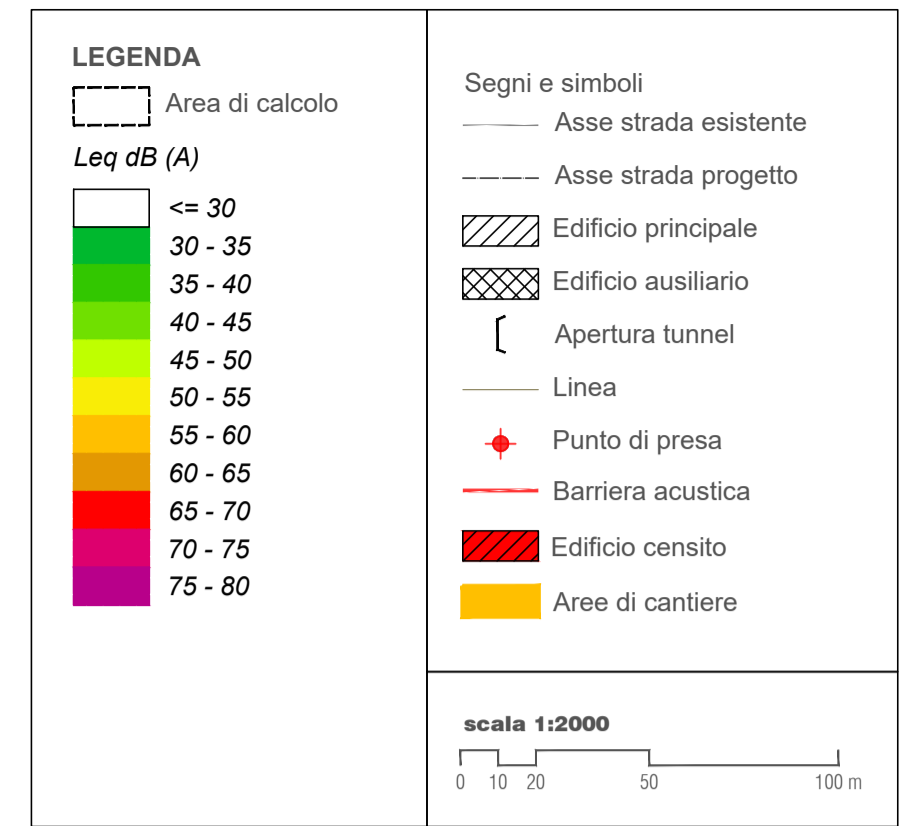 LEGENDA
Area di calcolo
Leq dB (A)
<= 30
30 - 35
35 - 40
40 - 45
45 - 50
50 - 55
55 - 60
60 - 65
65 - 70
70 - 75
75 - 80
Segni e simboli
Asse strada esistente
Asse strada progetto
Edificio principale
Edificio ausiliario
Apertura tunnel
Linea
Punto di presa
Barriera acustica
Edificio censito
Aree di cantiere
scala 1:2000
0 10 20 50 100 m